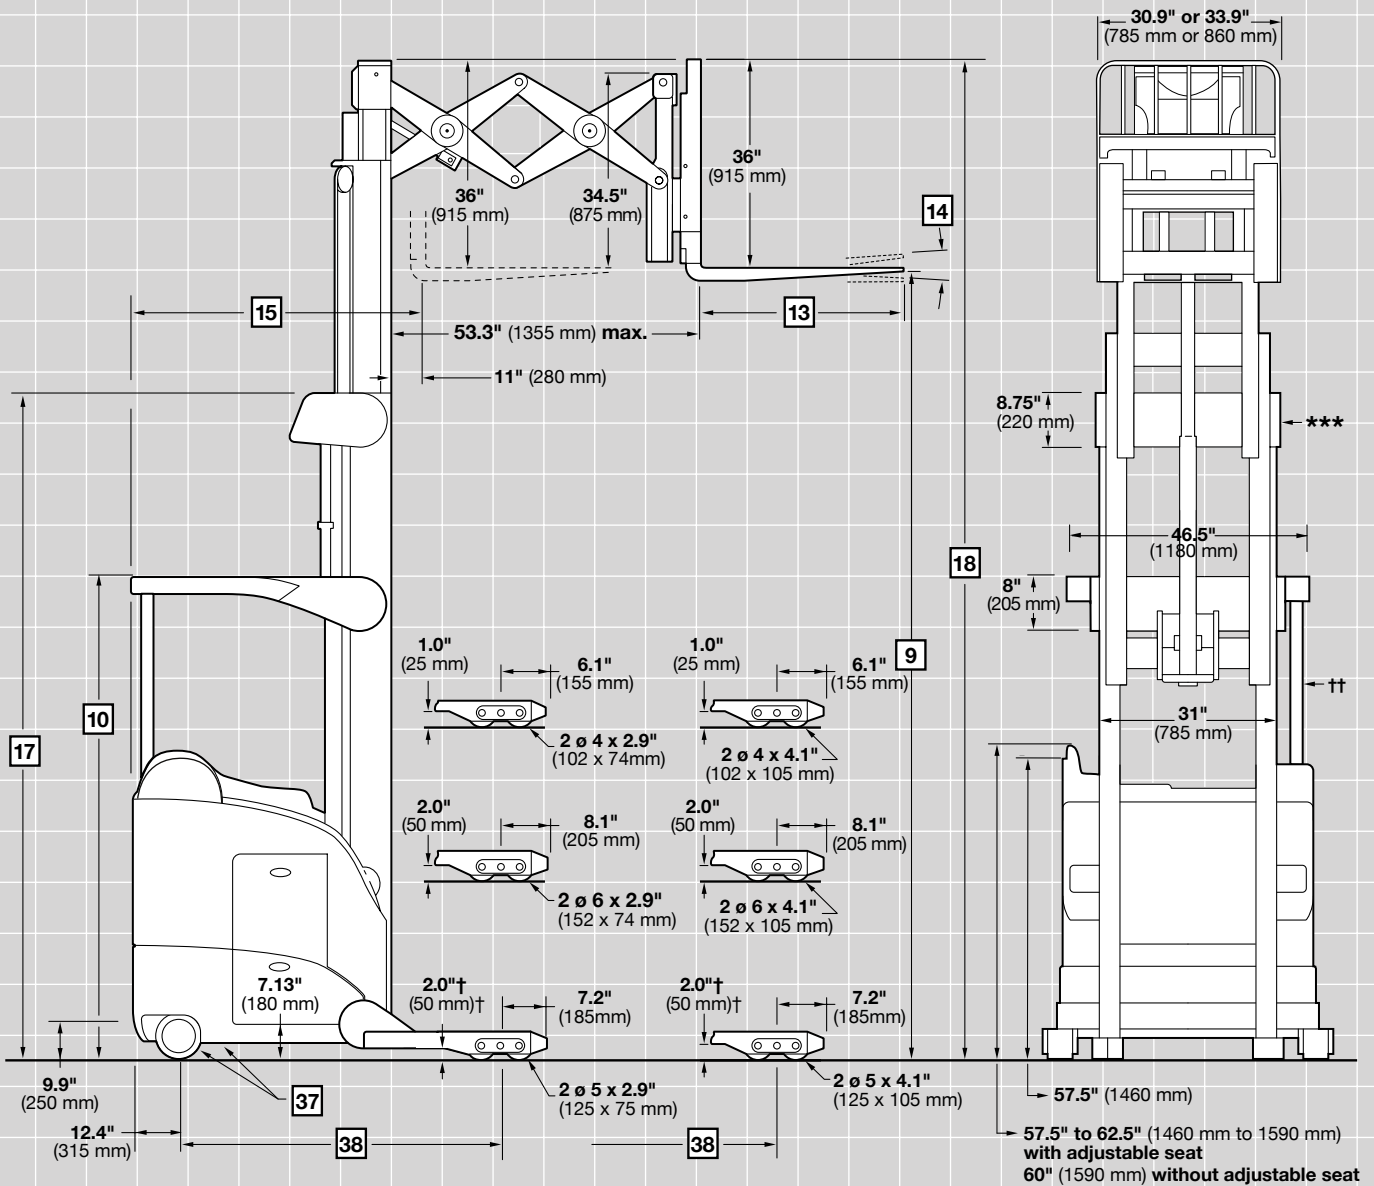 30.9" or 33.9"
(785 mm or 860 mm)
36"
(915 mm)
36"
(915 mm)
34.5"
(875 mm)
14
15
13
53.3" (1355 mm) max.
11" (280 mm)
8.75"
(220 mm)
***
46.5"
(1180 mm)
18
8"
(205 mm)
1.0"
(25 mm)
6.1"
(155 mm)
1.0"
(25 mm)
6.1"
(155 mm)
9
††
10
17
31"
(785 mm)
2 ø 4 x 2.9"
(102 x 74mm)
2 ø 4 x 4.1"
(102 x 105 mm)
2.0"
(50 mm)
8.1"
(205 mm)
2.0"
(50 mm)
8.1"
(205 mm)
2 ø 6 x 2.9"
(152 x 74 mm)
2 ø 6 x 4.1"
(152 x 105 mm)
7.13"
(180 mm)
2.0"†
(50 mm)†
7.2"
(185mm)
2.0"†
(50 mm)†
7.2"
(185mm)
9.9"
(250 mm)
37
2 ø 5 x 2.9"
(125 x 75 mm)
2 ø 5 x 4.1"
(125 x 105 mm)
57.5" (1460 mm)
12.4"
(315 mm)
38
38
57.5" to 62.5" (1460 mm to 1590 mm)
with adjustable seat
60" (1590 mm) without adjustable seat